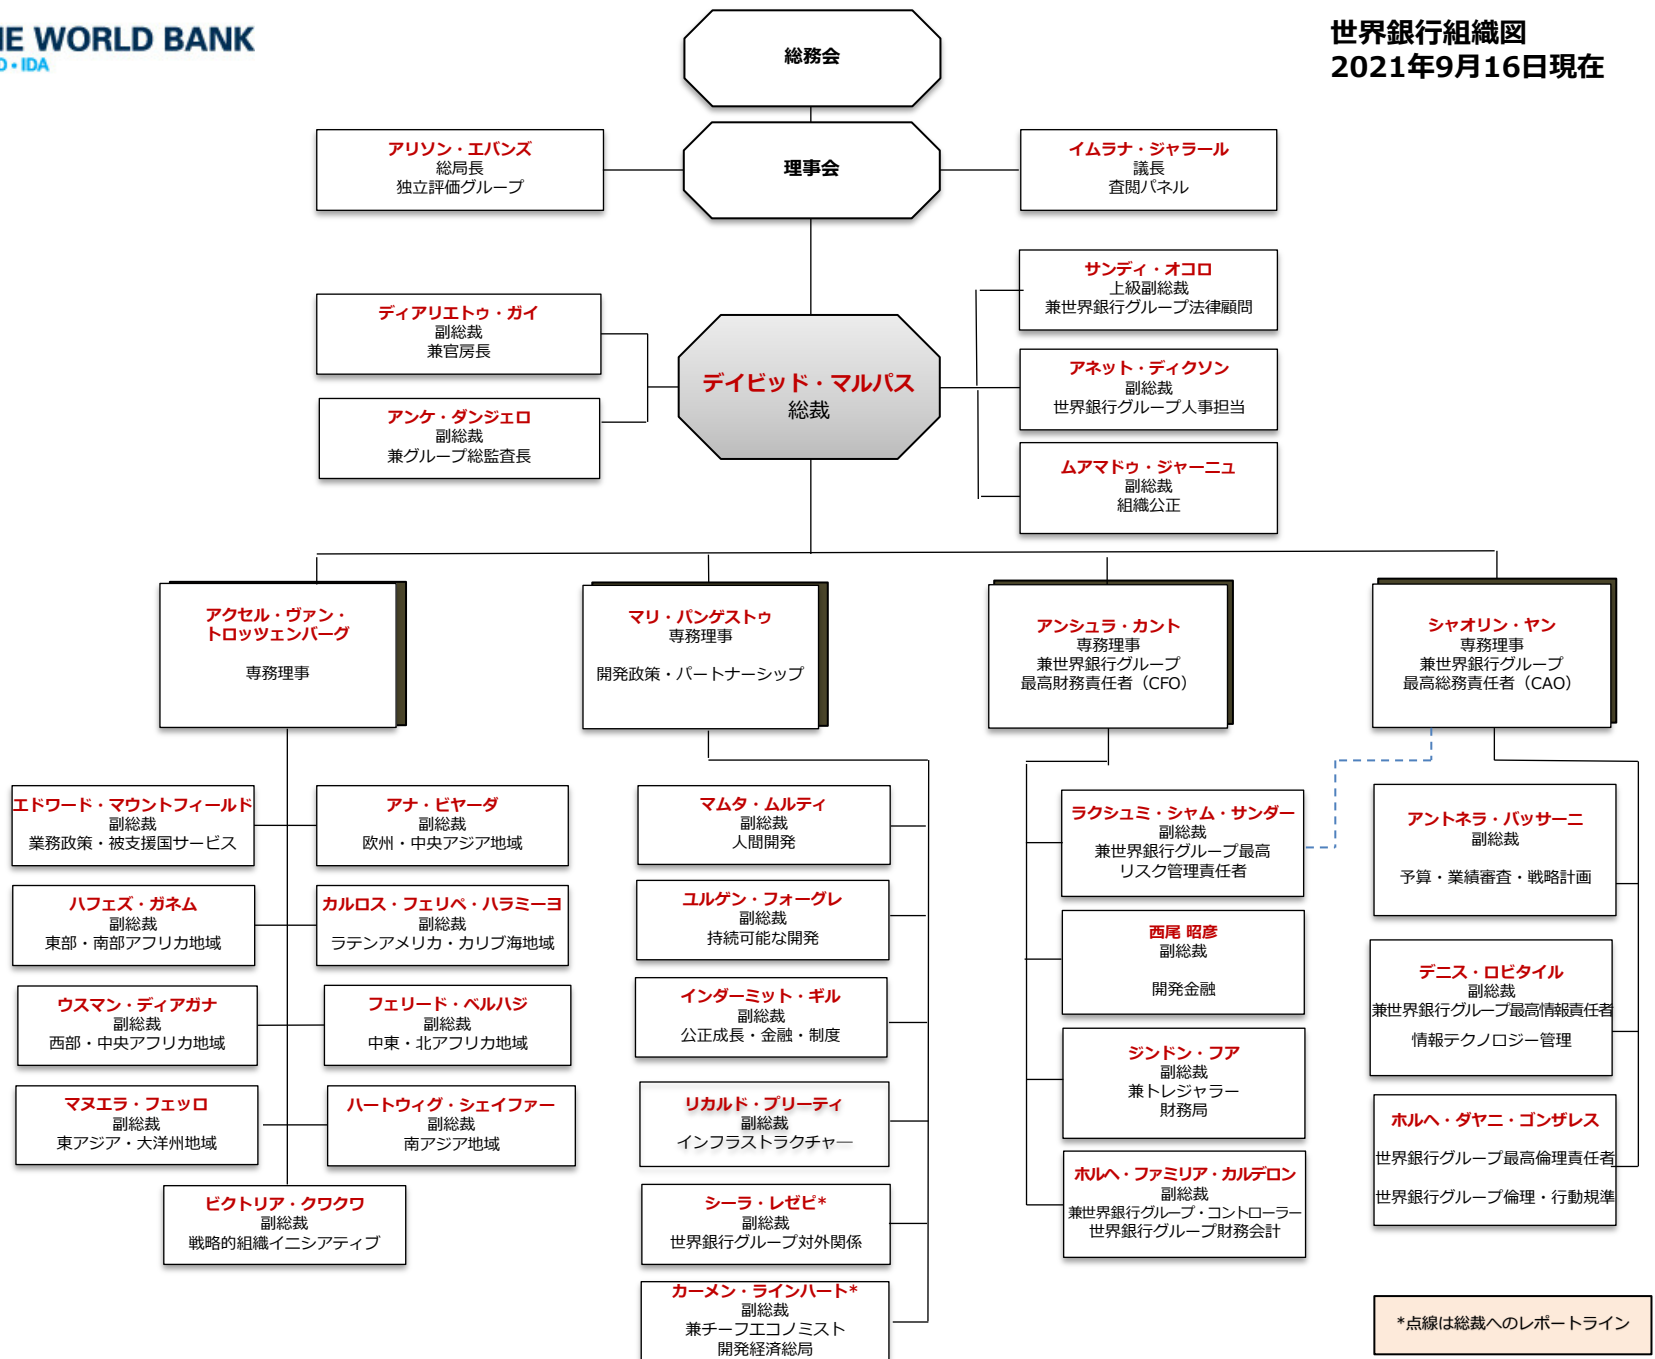 HE WORLD BANK
D • IDA
世界銀行組織図
2021年9月16日現在
総務会
アリソン・エバンズ
総局長
独立評価グループ
理事会
イムラナ・ジャラール
議長
査閲パネル
ディアリエトゥ・ガイ
副総裁
兼官房長
アンケ・ダンジェロ
副総裁
兼グループ総監査長
デイビッド・マルパス
総裁
サンディ・オコロ
上級副総裁
兼世界銀行グループ法律顧問
アネット・ディクソン
副総裁
世界銀行グループ人事担当
ムアマドゥ・ジャーニュ
副総裁
組織公正
アクセル・ヴァン・
トロッツェンバーグ
専務理事
マリ・パンゲストゥ
専務理事
開発政策・パートナーシップ
アンシュラ・カント
専務理事
兼世界銀行グループ
最高財務責任者（CFO）
シャオリン・ヤン
専務理事
兼世界銀行グループ
最高総務責任者（CAO）
エドワード・マウントフィールド
副総裁
業務政策・被支援国サービス
アナ・ビヤーダ
副総裁
欧州・中央アジア地域
ハフェズ・ガネム
副総裁
東部・南部アフリカ地域
カルロス・フェリペ・ハラミーヨ
副総裁
ラテンアメリカ・カリブ海地域
ウスマン・ディアガナ
副総裁
西部・中央アフリカ地域
フェリード・ベルハジ
副総裁
中東・北アフリカ地域
マヌエラ・フェッロ
副総裁
東アジア・大洋州地域
ハートウィグ・シェイファー
副総裁
南アジア地域
ビクトリア・クワクワ
副総裁
戦略的組織イニシアティブ
マムタ・ムルティ
副総裁
人間開発
ユルゲン・フォーグレ
副総裁
持続可能な開発
インダーミット・ギル
副総裁
公正成長・金融・制度
リカルド・プリーティ
副総裁
インフラストラクチャ―
シーラ・レゼピ*
副総裁
世界銀行グループ対外関係
カーメン・ラインハート*
副総裁
兼チーフエコノミスト
開発経済総局
ラクシュミ・シャム・サンダー
副総裁
兼世界銀行グループ最高
リスク管理責任者
西尾 昭彦
副総裁
開発金融
ジンドン・フア
副総裁
兼トレジャラー
財務局
ホルヘ・ファミリア・カルデロン
副総裁
兼世界銀行グループ・コントローラー
世界銀行グループ財務会計
アントネラ・バッサーニ
副総裁
予算・業績審査・戦略計画
デニス・ロビタイル
副総裁
兼世界銀行グループ最高情報責任者
情報テクノロジー管理
ホルヘ・ダヤニ・ゴンザレス
世界銀行グループ最高倫理責任者
世界銀行グループ倫理・行動規準
*点線は総裁へのレポートライン